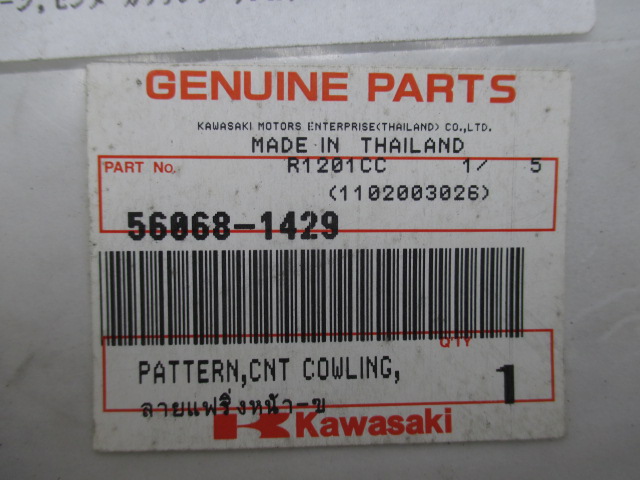 GENUINE PARTS
KAWASAKI MOTORS ENTERPRISE(THAILAND) CO.,LTD.
MADE IN THAILAND
PART No. R1201CC 1/ 5
(1102003026)
56068-1429
Q'TY
PATTERN,CNT COWLING, 1
ลายแฟริ่งหน้า-ข
Kawasaki